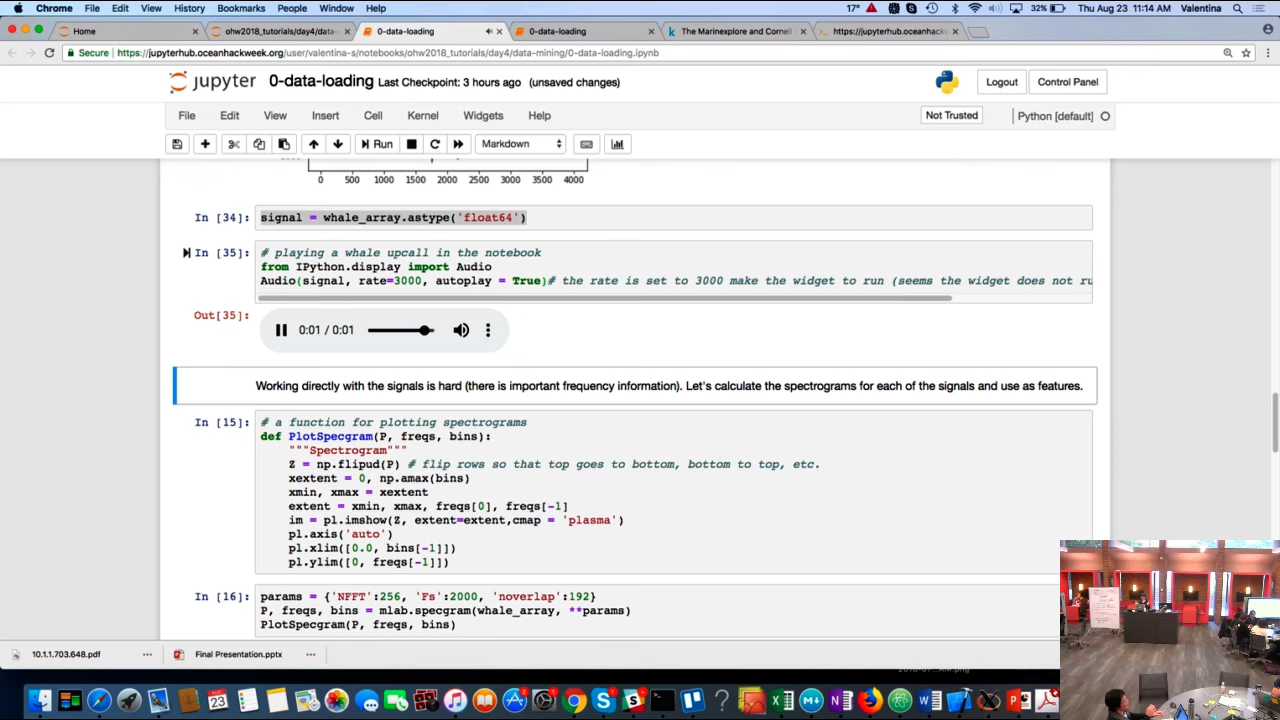 Chrome File Edit View History Bookmarks People Window Help 17° 32% Thu Aug 23 11:14 AM Valentina
Home ohw2018_tutorials/day4/data- 0-data-loading 0-data-loading The Marinexplore and Cornell https://jupyterhub.oceanhackwe
Secure https://jupyterhub.oceanhackweek.org/user/valentina-s/notebooks/ohw2018_tutorials/day4/data-mining/0-data-loading.ipynb
jupyter 0-data-loading Last Checkpoint: 3 hours ago (unsaved changes) Logout Control Panel
File Edit View Insert Cell Kernel Widgets Help Not Trusted Python [default]
Run Markdown
0 500 1000 1500 2000 2500 3000 3500 4000
In [34]: signal = whale_array.astype('float64')
In [35]: # playing a whale upcall in the notebook
from IPython.display import Audio
Audio(signal, rate=3000, autoplay = True)# the rate is set to 3000 make the widget to run (seems the widget does not ru
Out[35]:
0:01 / 0:01
Working directly with the signals is hard (there is important frequency information). Let's calculate the spectrograms for each of the signals and use as features.
In [15]: # a function for plotting spectrograms
def PlotSpecgram(P, freqs, bins):
"""Spectrogram"""
Z = np.flipud(P) # flip rows so that top goes to bottom, bottom to top, etc.
xextent = 0, np.amax(bins)
xmin, xmax = xextent
extent = xmin, xmax, freqs[0], freqs[-1]
im = pl.imshow(Z, extent=extent,cmap = 'plasma')
pl.axis('auto')
pl.xlim([0.0, bins[-1]])
pl.ylim([0, freqs[-1]])
In [16]: params = {'NFFT':256, 'Fs':2000, 'noverlap':192}
P, freqs, bins = mlab.specgram(whale_array, **params)
PlotSpecgram(P, freqs, bins)
10.1.1.703.648.pdf Final Presentation.pptx